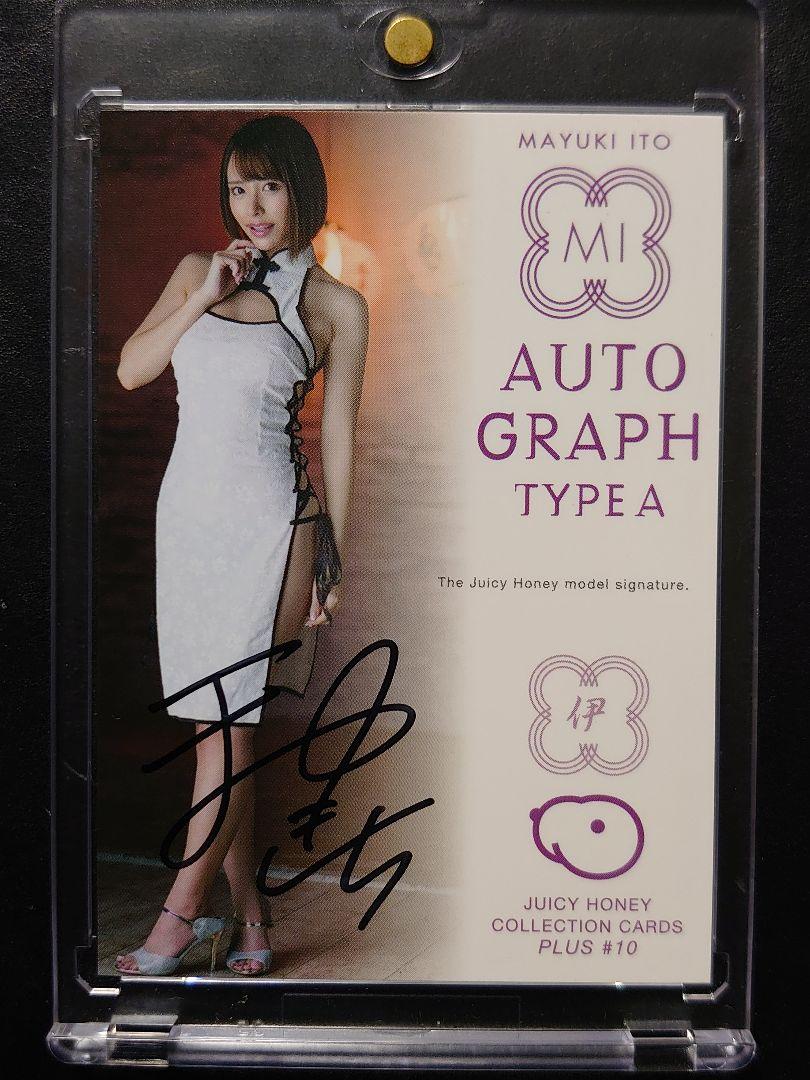 MAYUKI ITO
MI
AUTO
GRAPH
TYPE A
The Juicy Honey model signature.
伊
JUICY HONEY
COLLECTION CARDS
PLUS #10